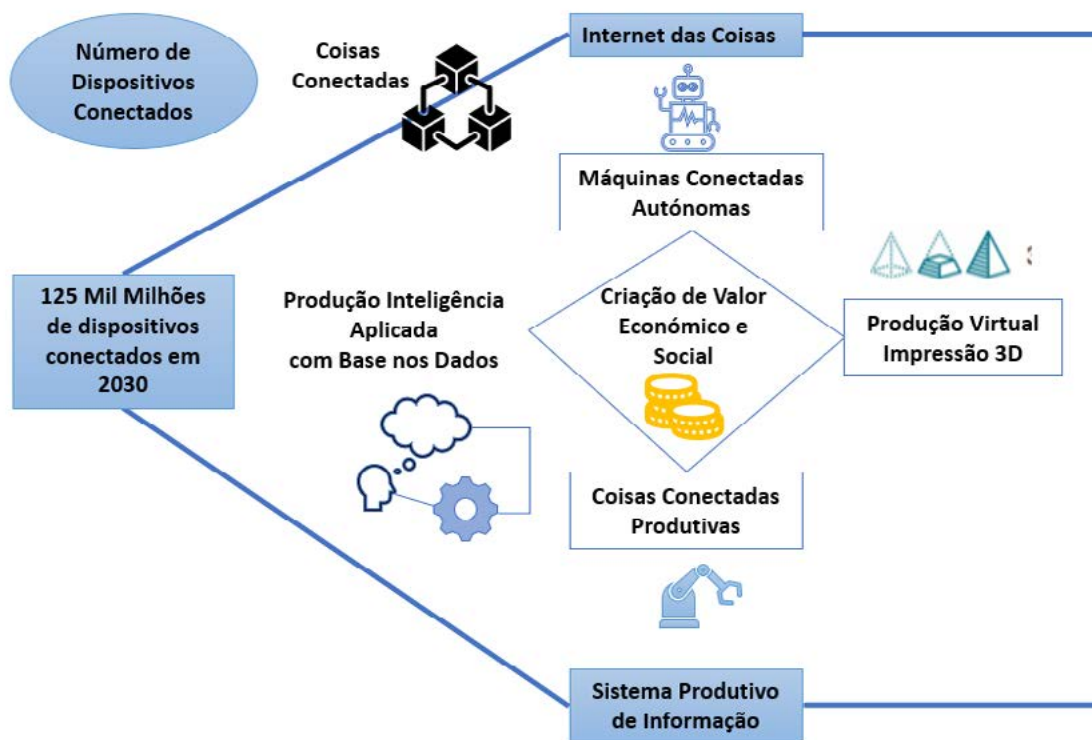 Número de
Dispositivos
Conectados
Coisas
Conectadas
Internet das Coisas
Máquinas Conectadas
Autónomas
125 Mil Milhões
de dispositivos
conectados em
2030
Produção Inteligência
Aplicada
com Base nos Dados
Criação de Valor
Económico e
Social
Produção Virtual
Impressão 3D
Coisas Conectadas
Produtivas
Sistema Produtivo
de Informação